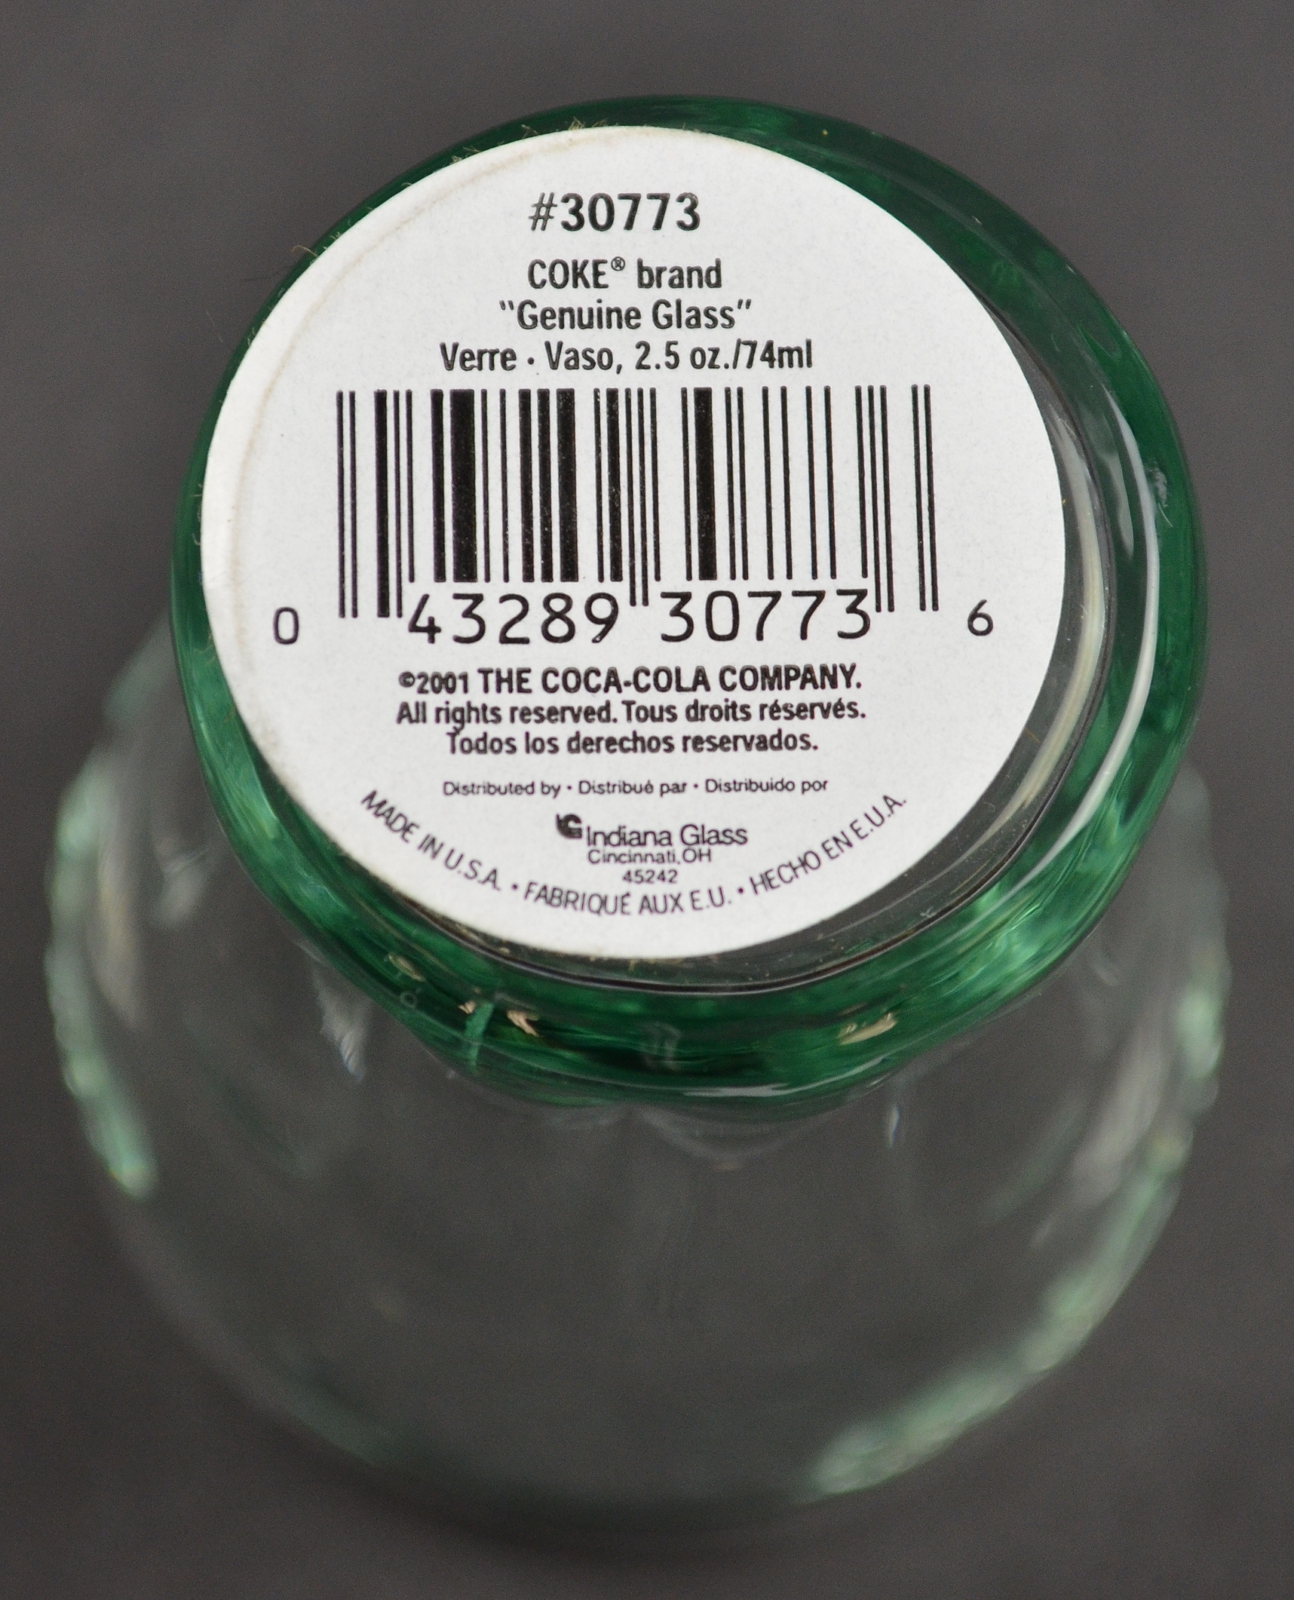 #30773
COKE® brand
"Genuine Glass"
Verre · Vaso, 2.5 oz./74ml
0 43289 30773 6
©2001 THE COCA-COLA COMPANY.
All rights reserved. Tous droits réservés.
Todos los derechos reservados.
Distributed by · Distribué par · Distribuido por
Indiana Glass
Cincinnati, OH
45242
MADE IN U.S.A. · FABRIQUÉ AUX E.U. · HECHO EN E.U.A.